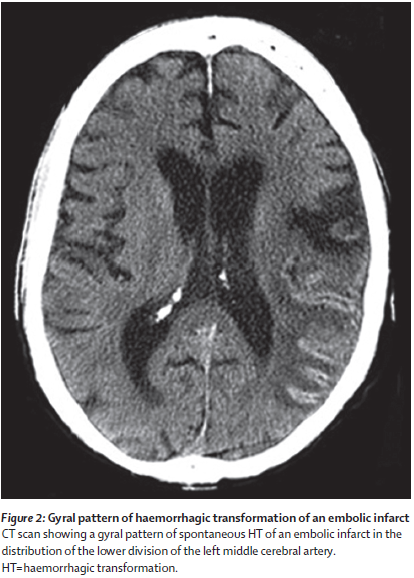 Figure 2: Gyral pattern of haemorrhagic transformation of an embolic infarct
CT scan showing a gyral pattern of spontaneous HT of an embolic infarct in the
distribution of the lower division of the left middle cerebral artery.
HT=haemorrhagic transformation.